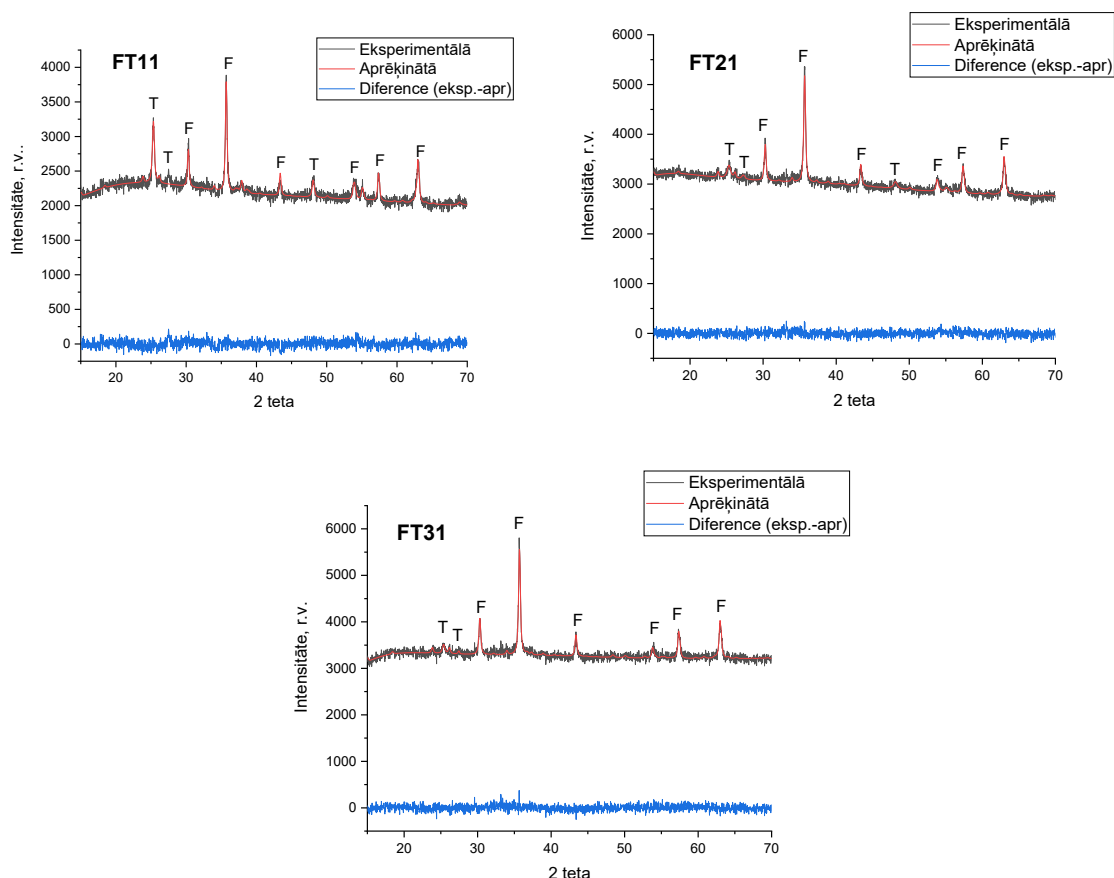 FT11
Eksperimentālā
Aprēķinātā
Diference (eksp.-apr)
F
T
F
T
F
T
F
F
F
4000
3500
3000
2500
2000
1500
1000
500
0
Intensitāte, r.v..
20 30 40 50 60 70
2 teta
FT21
Eksperimentālā
Aprēķinātā
Diference (eksp.-apr)
F
F
T
T
F
T
F
F
F
6000
5000
4000
3000
2000
1000
0
Intensitāte, r.v.
20 30 40 50 60 70
2 teta
FT31
Eksperimentālā
Aprēķinātā
Diference (eksp.-apr)
F
T
T
F
F
F
F
F
6000
5000
4000
3000
2000
1000
0
Intensitāte, r.v.
20 30 40 50 60 70
2 teta